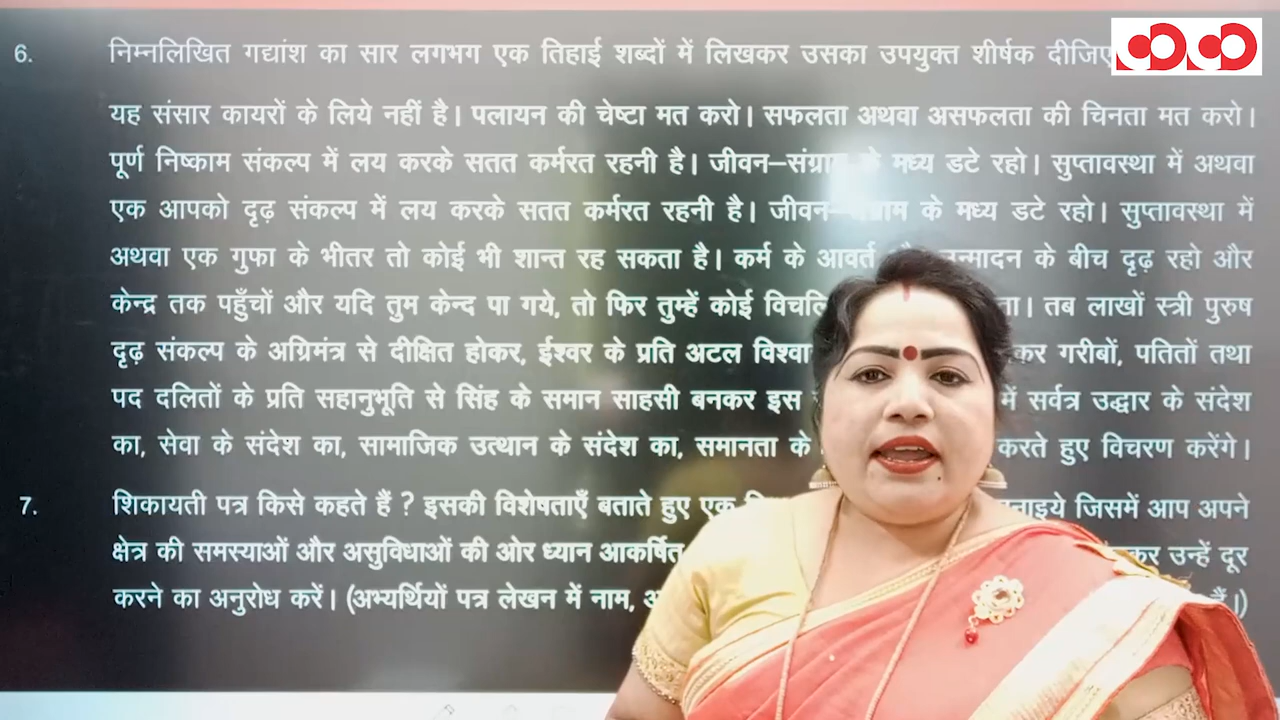 6. निम्नलिखित गद्यांश का सार लगभग एक तिहाई शब्दों में लिखकर उसका उपयुक्त शीर्षक दीजिए
यह संसार कायरों के लिये नहीं है। पलायन की चेष्टा मत करो। सफलता अथवा असफलता की चिनता मत करो।
पूर्ण निष्काम संकल्प में लय करके सतत कर्मरत रहनी है। जीवन–संग्राम के मध्य डटे रहो। सुप्तावस्था में अथवा
एक आपको दृढ़ संकल्प में लय करके सतत कर्मरत रहनी है। जीवन–संग्राम के मध्य डटे रहो। सुप्तावस्था में
अथवा एक गुफा के भीतर तो कोई भी शान्त रह सकता है। कर्म के आवर्त के बीच दृढ़ रहो और
केन्द्र तक पहुँचों और यदि तुम केन्द पा गये, तो फिर तुम्हें कोई तब लाखों स्त्री पुरुष
दृढ़ संकल्प के अग्रिमंत्र से दीक्षित होकर, ईश्वर के प्रति अटल गरीबों, पतितों तथा
पद दलितों के प्रति सहानुभूति से सिंह के समान साहसी बनकर इस में सर्वत्र उद्धार के संदेश
का, सेवा के संदेश का, सामाजिक उत्थान के संदेश का, समानता के करते हुए विचरण करेंगे।
7. शिकायती पत्र किसे कहते हैं ? इसकी विशेषताएँ बताते हुए एक जिसमें आप अपने
क्षेत्र की समस्याओं और असुविधाओं की ओर ध्यान आकर्षित कर उन्हें दूर
करने का अनुरोध करें। (अभ्यर्थियों पत्र लेखन में नाम, हैं।)